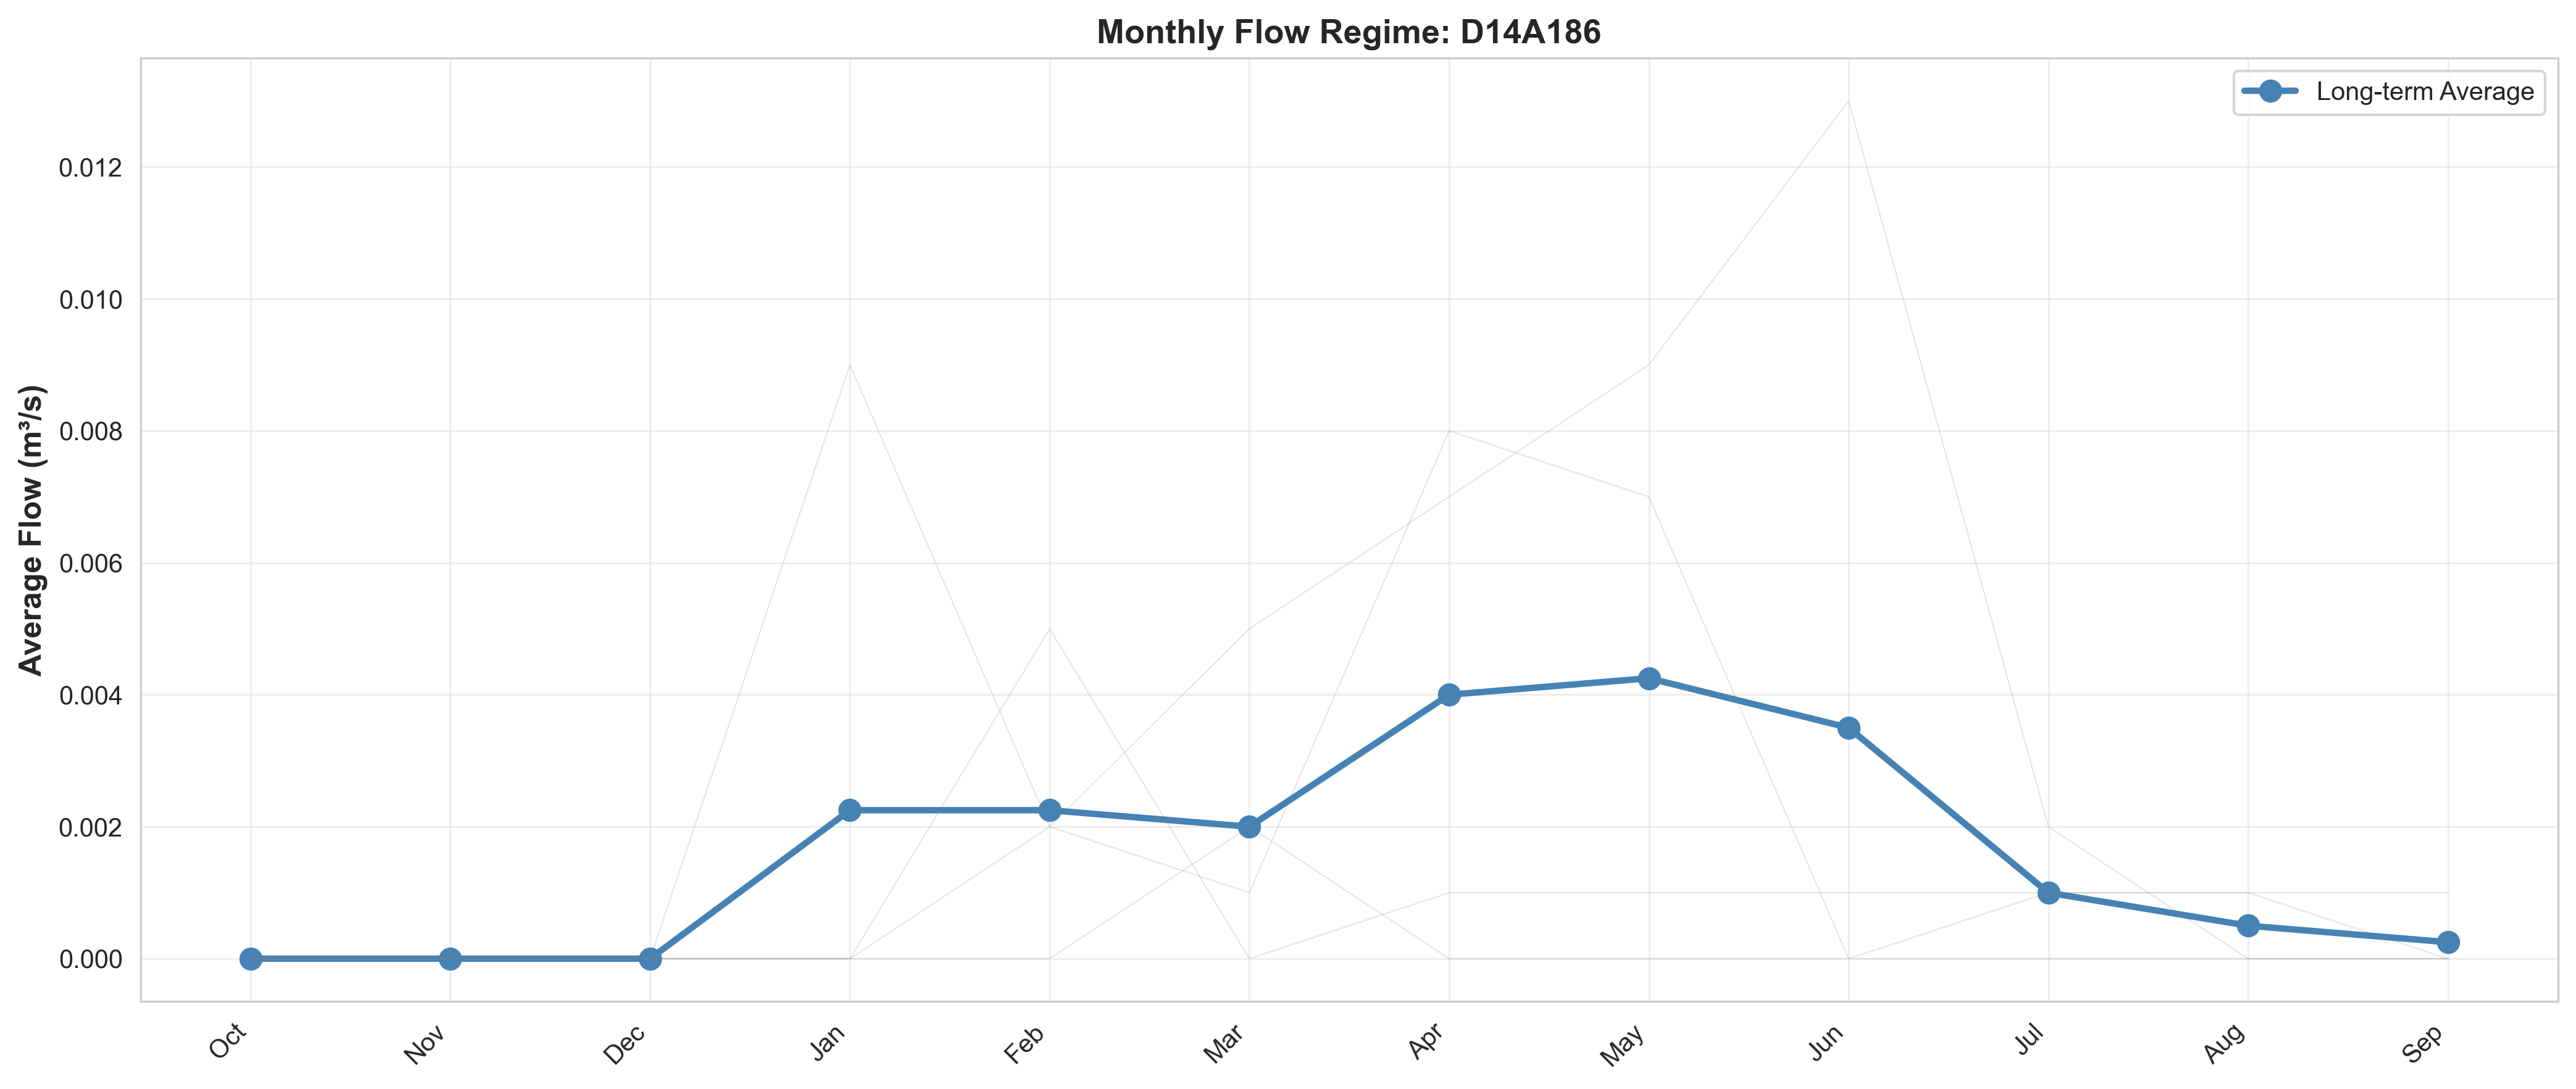 Monthly Flow Regime: D14A186
Long-term Average
Average Flow (m³/s)
0.012
0.010
0.008
0.006
0.004
0.002
0.000
Oct
Nov
Dec
Jan
Feb
Mar
Apr
May
Jun
Jul
Aug
Sep